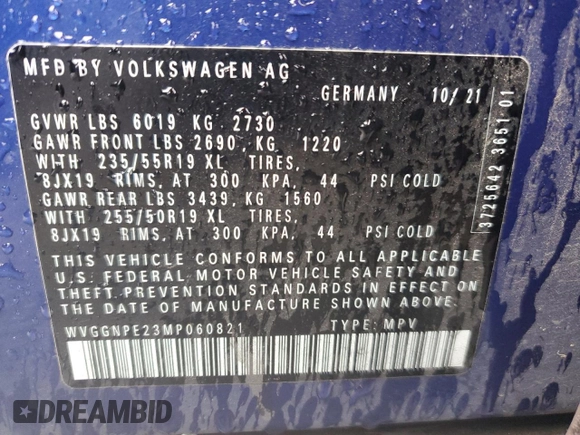 MFD BY VOLKSWAGEN AG
GERMANY 10/ 21
GVWR LBS 6019 KG 2730
GAWR FRONT LBS 2690 KG 1220
WITH 235/55R19 XL TIRES,
8JX19 RIMS, AT 300 KPA, 44 PSI COLD
GAWR REAR LBS 3439, KG 1560
WITH 255/50R19 XL TIRES,
8JX19 RIMS, AT 300 KPA, 44 PSI COLD
THIS VEHICLE CONFORMS TO ALL APPLICABLE
U.S. FEDERAL MOTOR VEHICLE SAFETY AND
THEFT PREVENTION STANDARDS IN EFFECT ON
THE DATE OF MANUFACTURE SHOWN ABOVE.
WVGGNPE23MP060821 TYPE: MPV
3725642 3651 01
DREAMBID